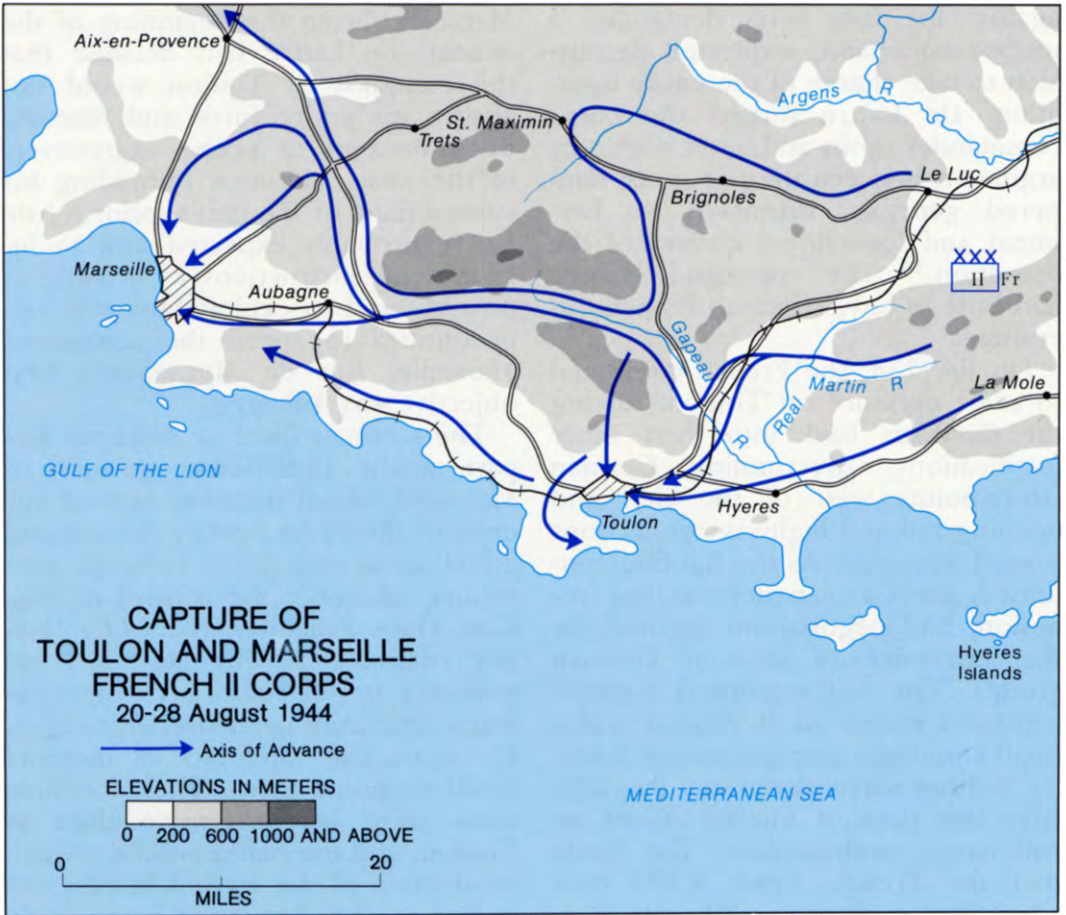 Aix-en-Provence
Argens R
St. Maximin
Trets
Le Luc
Brignoles
XXX
II Fr
Marseille
Aubagne
Gapeau R
Martin R
Real
La Mole
GULF OF THE LION
Toulon
Hyeres
Hyeres
Islands
CAPTURE OF
TOULON AND MARSEILLE
FRENCH II CORPS
20-28 August 1944
Axis of Advance
ELEVATIONS IN METERS
0 200 600 1000 AND ABOVE
0 20
MILES
MEDITERRANEAN SEA